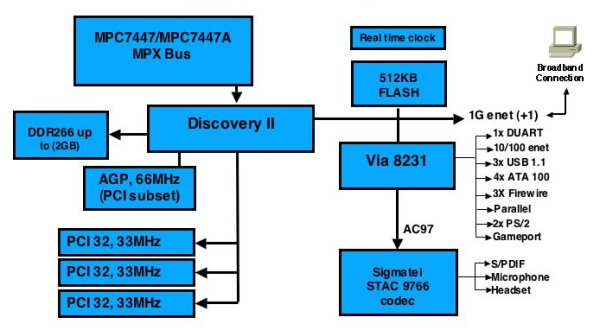 MPC7447/MPC7447A
MPX Bus
Real time clock
512KB
FLASH
Broadband
Connection
1G enet (+1)
DDR266 up
to (2GB)
Discovery II
Via 8231
1x DUART
10/100 enet
3x USB 1.1
4x ATA 100
3X Firewire
Parallel
2x PS/2
Gameport
AGP, 66MHz
(PCI subset)
AC97
PCI 32, 33MHz
PCI 32, 33MHz
PCI 32, 33MHz
Sigmatel
STAC 9766
codec
S/PDIF
Microphone
Headset